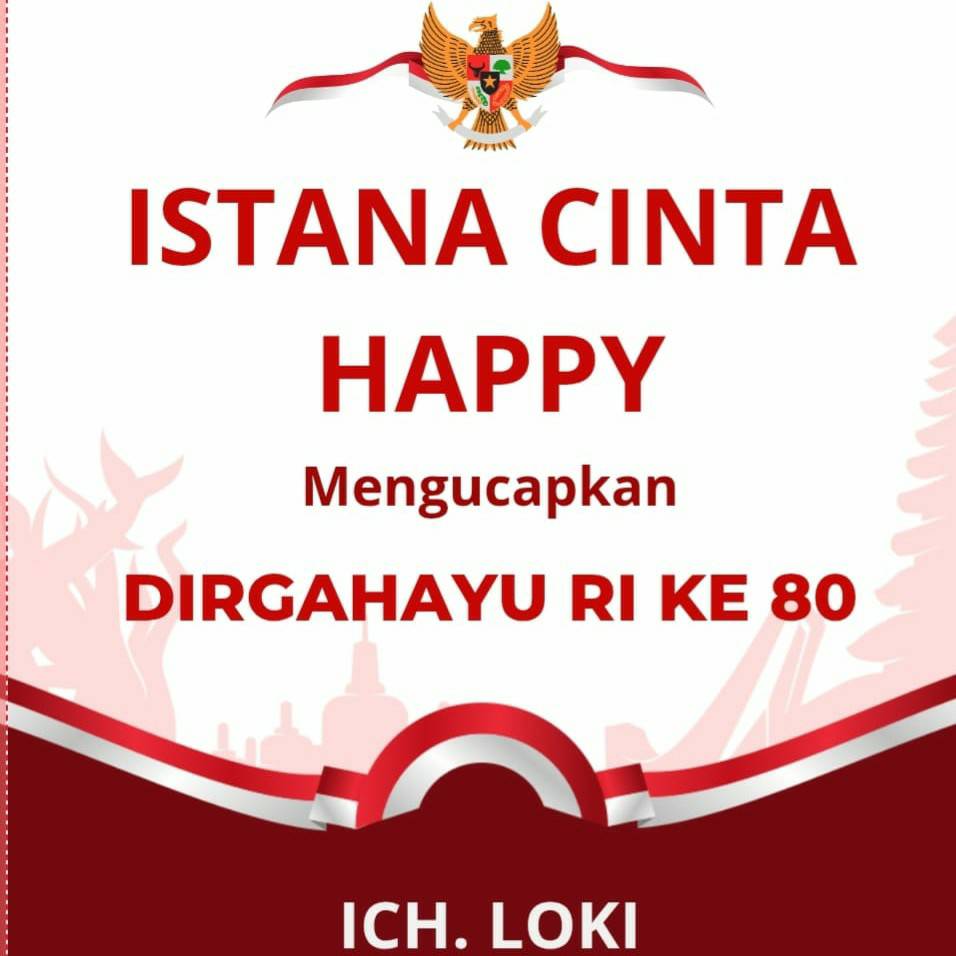 ISTANA CINTA
HAPPY
Mengucapkan
DIRGAHAYU RI KE 80
ICH. LOKI